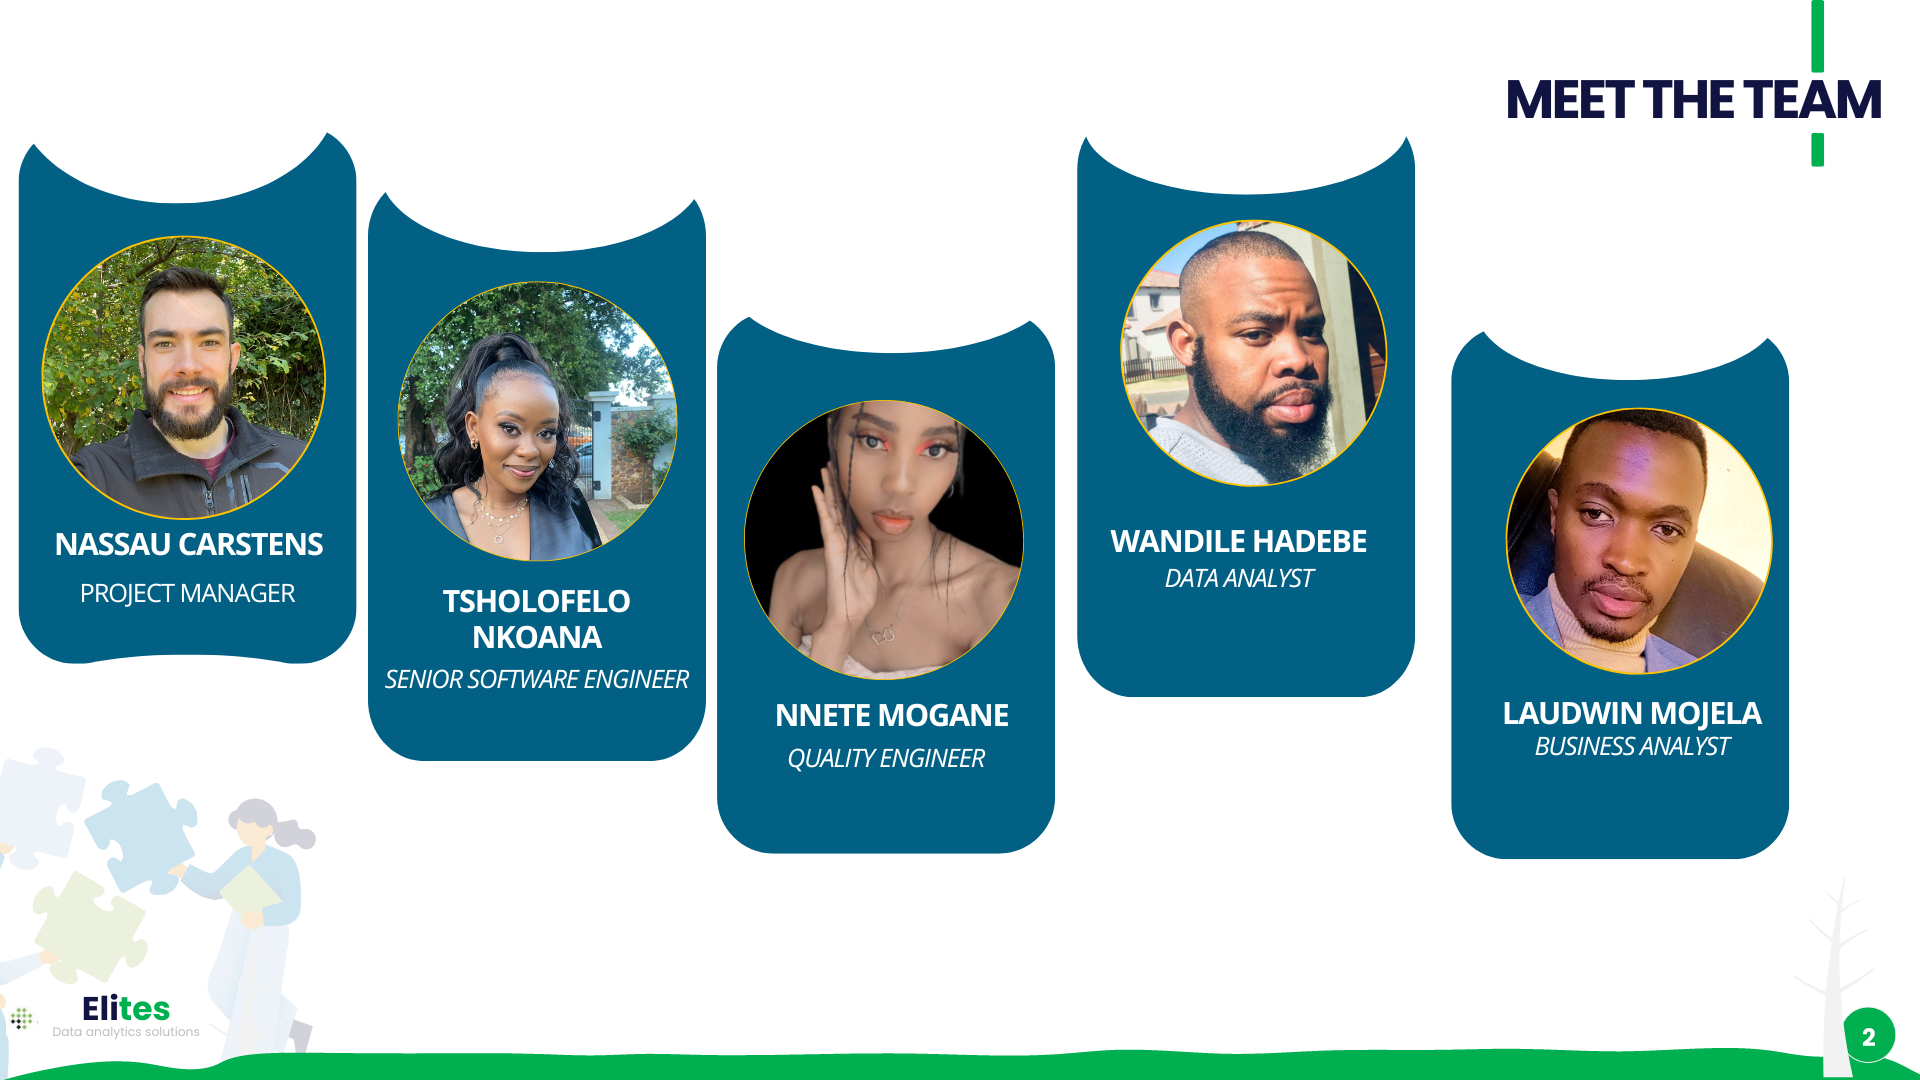 MEET THE TEAM
NASSAU CARSTENS
PROJECT MANAGER
TSHOLOFELO
NKOANA
SENIOR SOFTWARE ENGINEER
NNETE MOGANE
QUALITY ENGINEER
WANDILE HADEBE
DATA ANALYST
LAUDWIN MOJELA
BUSINESS ANALYST
Elites
Data analytics solutions
2